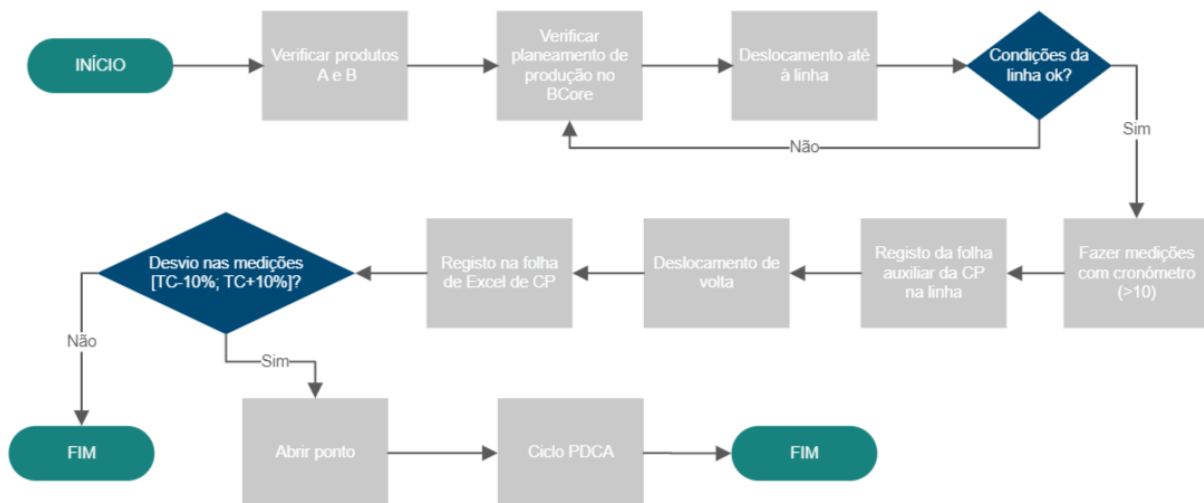 INÍCIO
Verificar produtos
A e B
Verificar
planeamento de
produção no
BCore
Deslocamento até
à linha
Condições da
linha ok?
Não
Sim
Desvio nas medições
[TC-10%; TC+10%]?
Registo na folha
de Excel de CP
Deslocamento de
volta
Registo da folha
auxiliar da CP
na linha
Fazer medições
com cronómetro
(>10)
Não
Sim
FIM
Abrir ponto
Ciclo PDCA
FIM